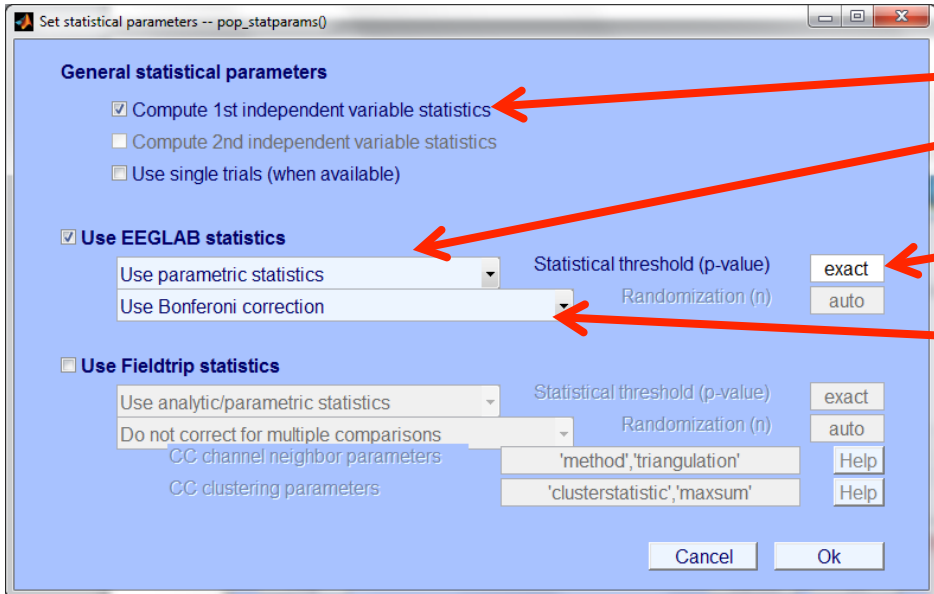 Set statistical parameters -- pop_statparams()
General statistical parameters
Compute 1st independent variable statistics
Compute 2nd independent variable statistics
Use single trials (when available)
Use EEGLAB statistics
Use parametric statistics Statistical threshold (p-value) exact
Use Bonferoni correction Randomization (n) auto
Use Fieldtrip statistics
Use analytic/parametric statistics Statistical threshold (p-value) exact
Do not correct for multiple comparisons Randomization (n) auto
CC channel neighbor parameters 'method','triangulation' Help
CC clustering parameters 'clusterstatistic','maxsum' Help
Cancel Ok